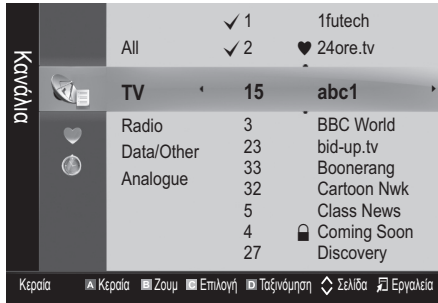 Κανάλια
✓ 1 1futech
All ✓ 2 ♥ 24ore.tv
TV 15 abc1
Radio 3 BBC World
Data/Other 23 bid-up.tv
Analogue 33 Boonerang
32 Cartoon Nwk
5 Class News
4 Coming Soon
27 Discovery
Κεραία A Κεραία B Ζουμ C Επιλογή D Ταξινόμηση Σελίδα Εργαλεία